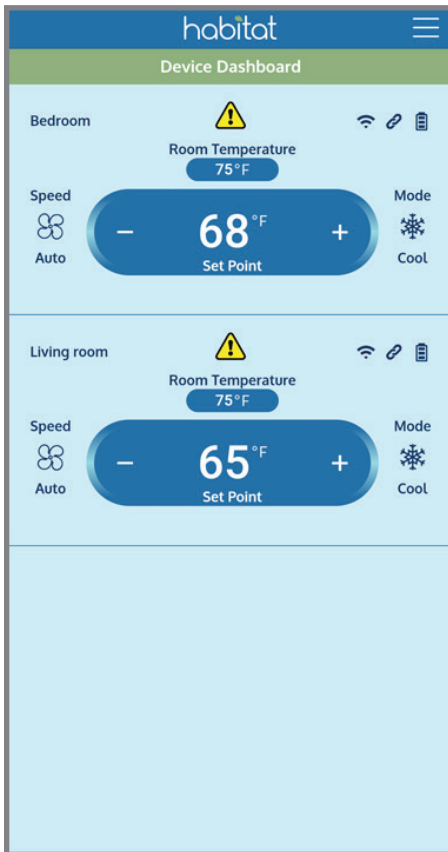 habitat
Device Dashboard
Bedroom
Room Temperature
75°F
Speed
Mode
− 68°F +
Auto
Set Point
Cool
Living room
Room Temperature
75°F
Speed
Mode
− 65°F +
Auto
Set Point
Cool